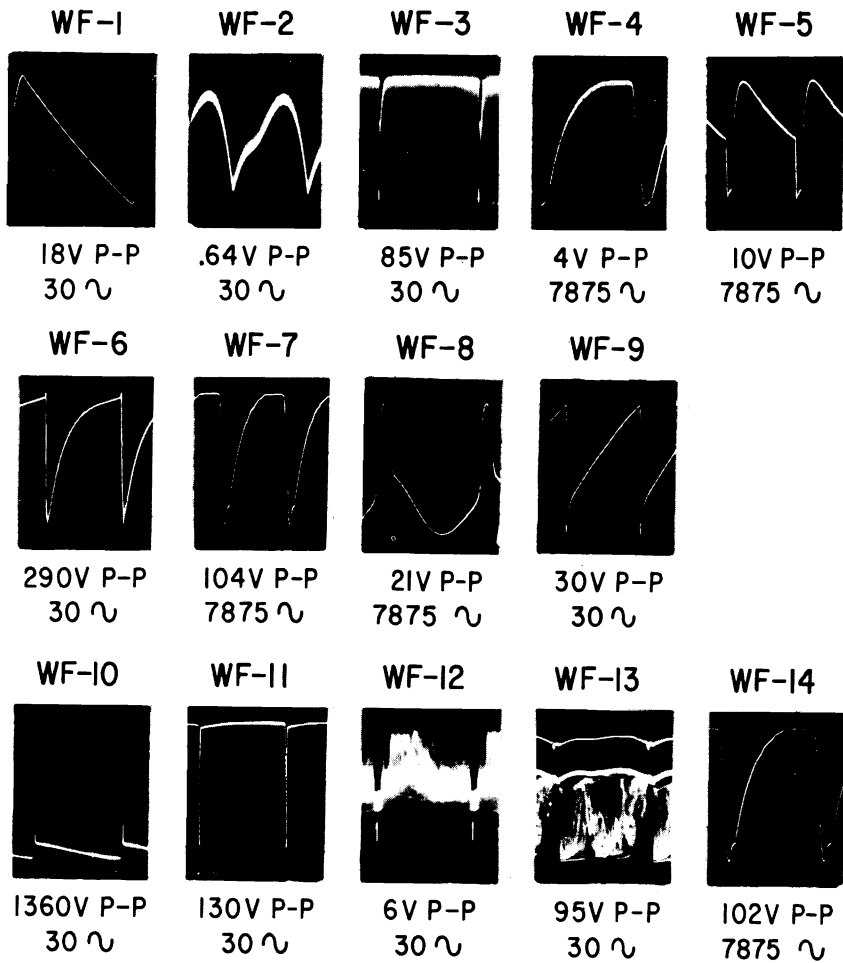 WF-1 WF-2 WF-3 WF-4 WF-5
18V P-P .64V P-P 85V P-P 4V P-P 10V P-P
30 ∿ 30 ∿ 30 ∿ 7875 ∿ 7875 ∿
WF-6 WF-7 WF-8 WF-9
290V P-P 104V P-P 21V P-P 30V P-P
30 ∿ 7875 ∿ 7875 ∿ 30 ∿
WF-10 WF-11 WF-12 WF-13 WF-14
1360V P-P 130V P-P 6V P-P 95V P-P 102V P-P
30 ∿ 30 ∿ 30 ∿ 30 ∿ 7875 ∿